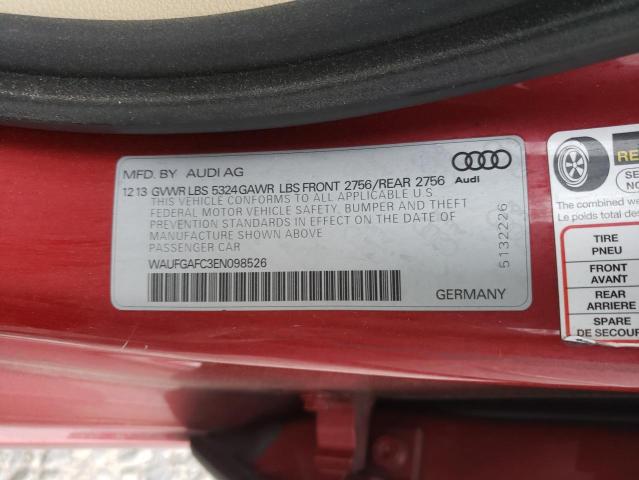 MFD. BY AUDI AG
12 13 GVWR LBS 5324 GAWR LBS FRONT 2756/REAR 2756
THIS VEHICLE CONFORMS TO ALL APPLICABLE U S
FEDERAL MOTOR VEHICLE SAFETY, BUMPER AND THEFT
PREVENTION STANDARDS IN EFFECT ON THE DATE OF
MANUFACTURE SHOWN ABOVE
PASSENGER CAR
WAUFGAFC3EN098526
GERMANY
Audi
5132226
The combined w
Le poids combi
TIRE
PNEU
FRONT
AVANT
REAR
ARRIERE
SPARE
DE SECOUR